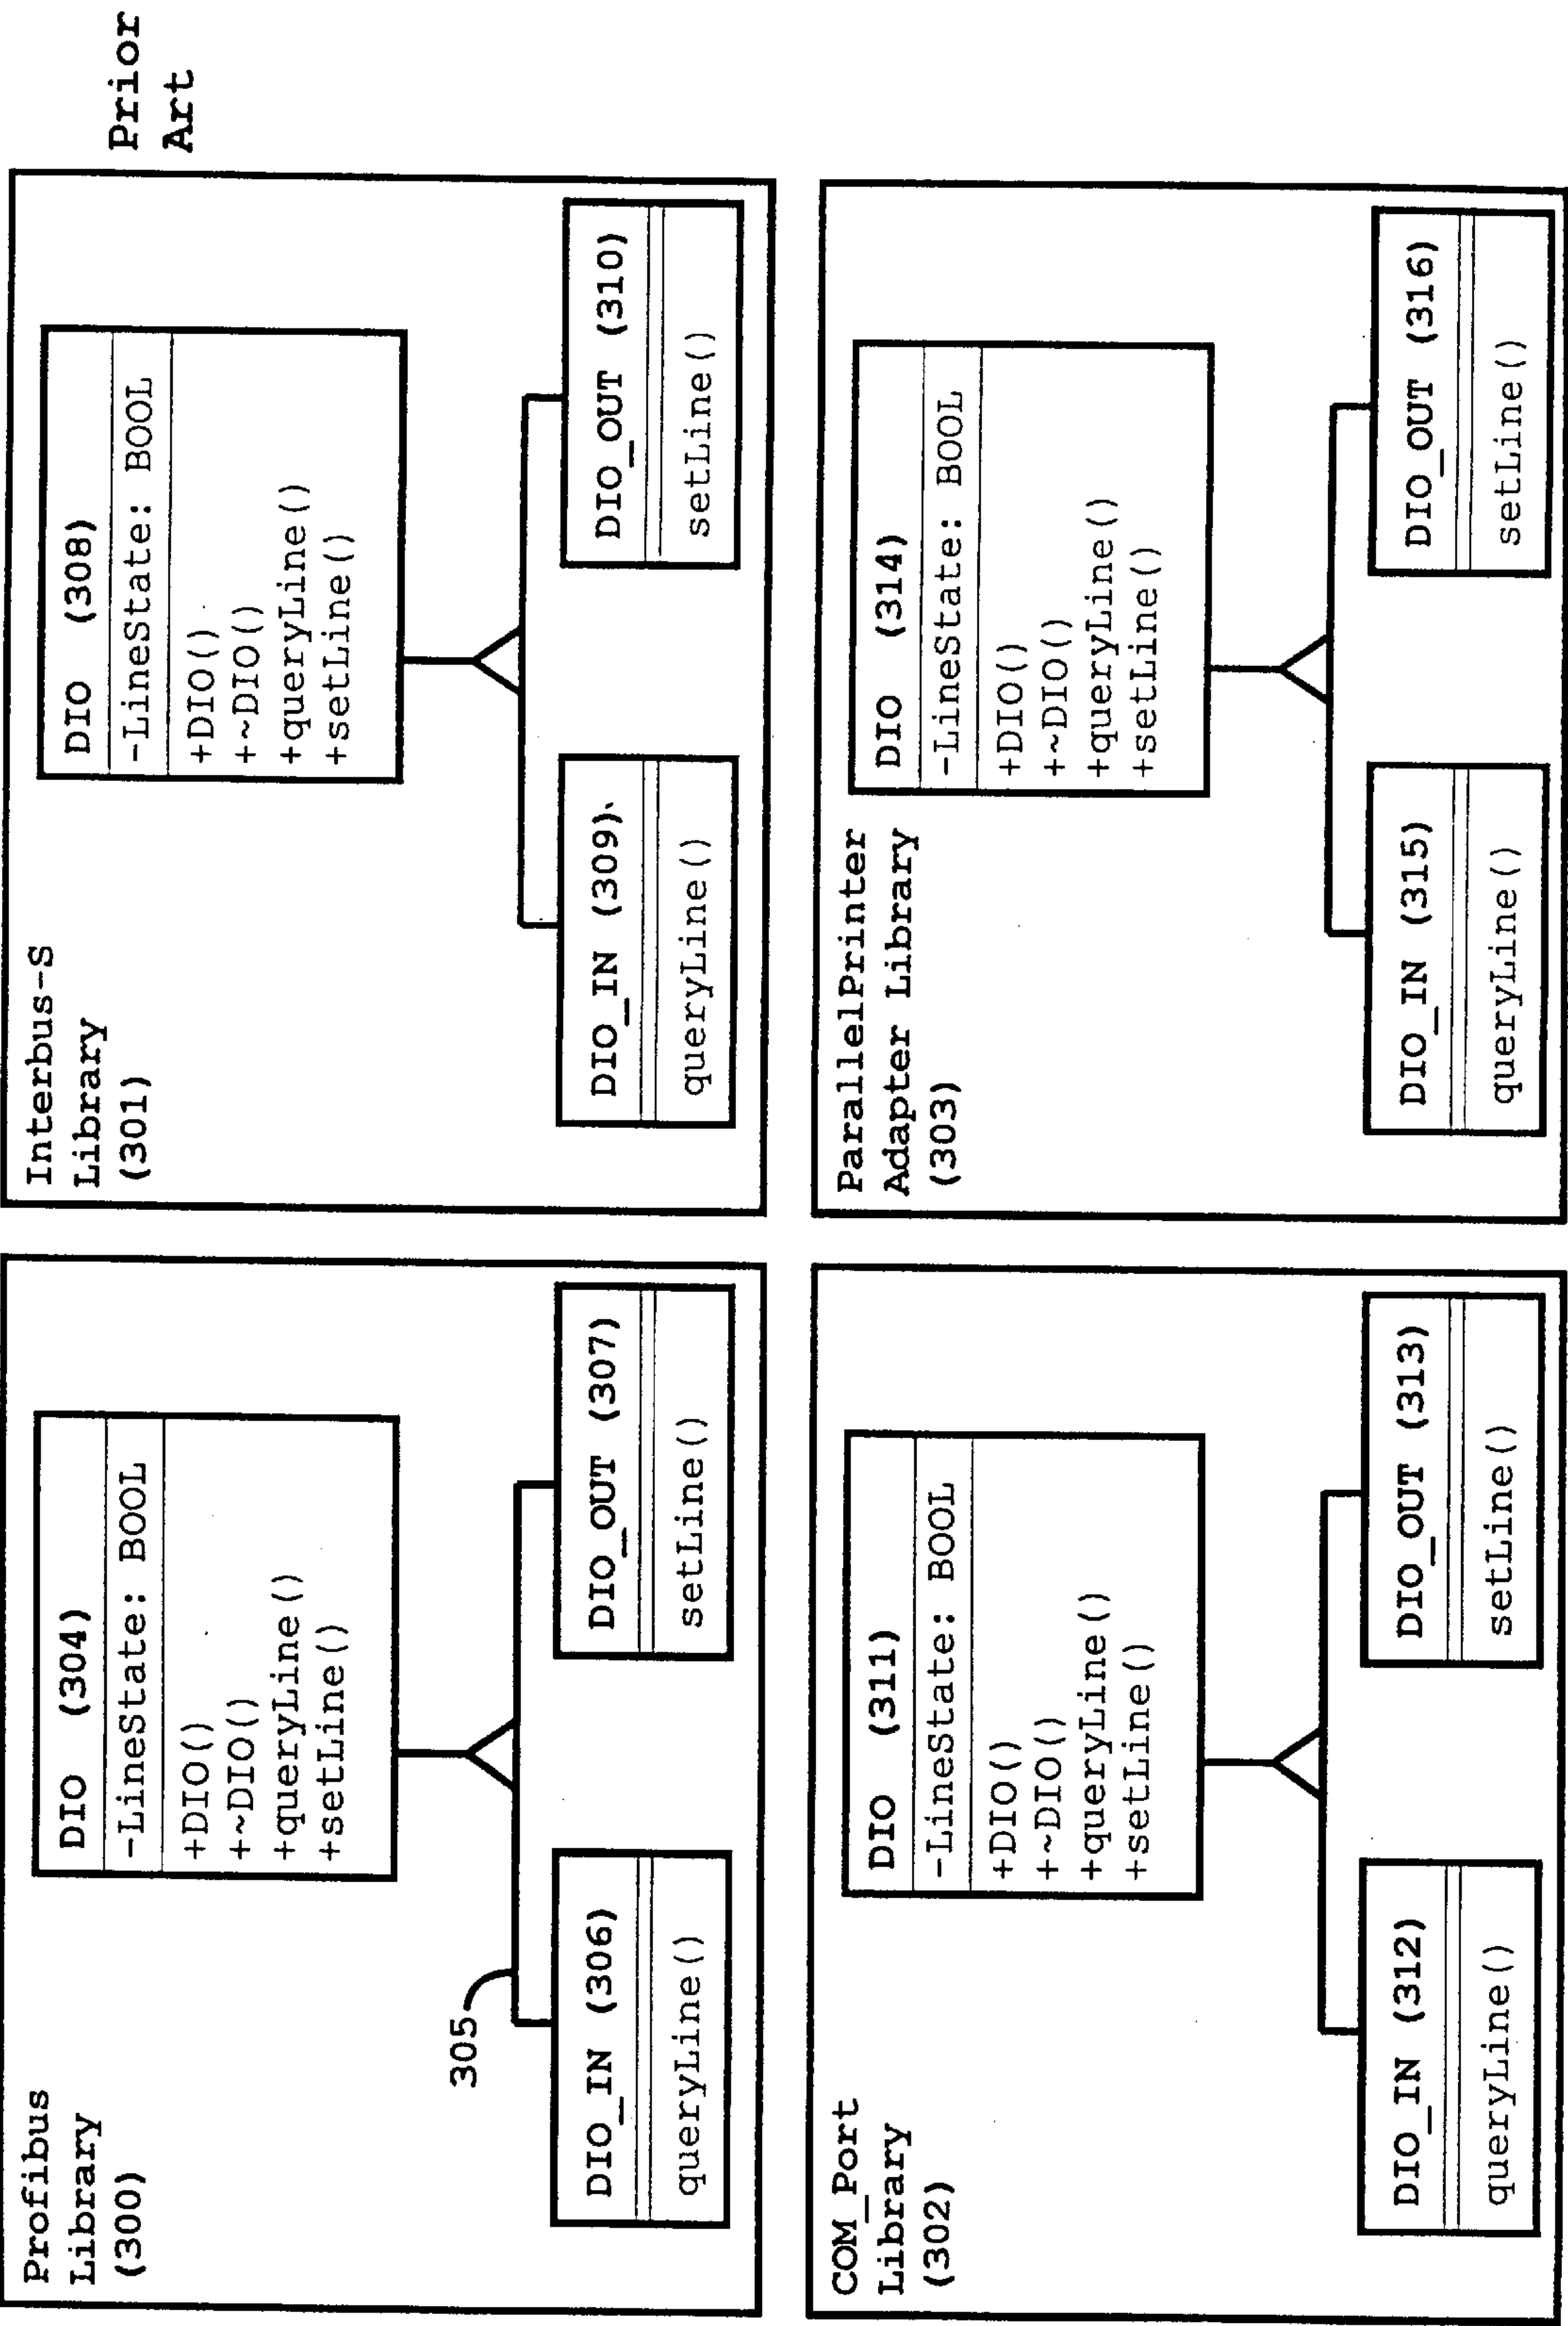 Prior
Art
Profibus
Library
(300)
DIO (304)
-LineState: BOOL
+DIO()
+~DIO()
+queryLine()
+setLine()
305
DIO_IN (306)
queryLine()
DIO_OUT (307)
setLine()
Interbus-S
Library
(301)
DIO (308)
-LineState: BOOL
+DIO()
+~DIO()
+queryLine()
+setLine()
DIO_IN (309)
queryLine()
DIO_OUT (310)
setLine()
COM_Port
Library
(302)
DIO (311)
-LineState: BOOL
+DIO()
+~DIO()
+queryLine()
+setLine()
DIO_IN (312)
queryLine()
DIO_OUT (313)
setLine()
ParallelPrinter
Adapter Library
(303)
DIO (314)
-LineState: BOOL
+DIO()
+~DIO()
+queryLine()
+setLine()
DIO_IN (315)
queryLine()
DIO_OUT (316)
setLine()